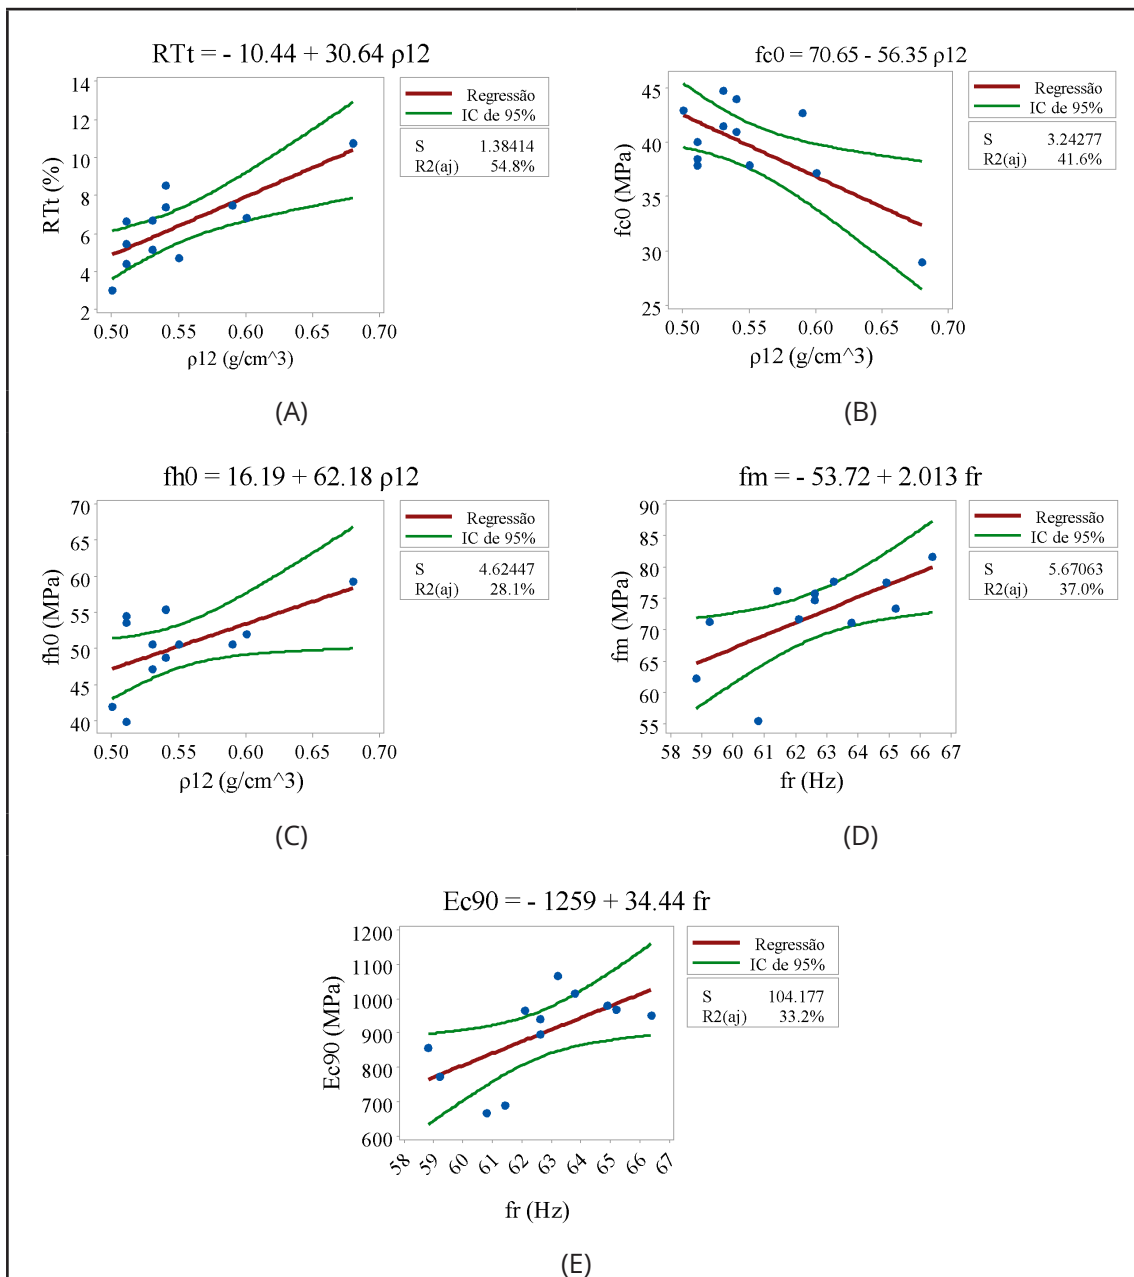 RTt = - 10.44 + 30.64 ρ12
14
12
10
8
6
4
2
RTt (%)
0.50 0.55 0.60 0.65 0.70
ρ12 (g/cm^3)
Regressão
IC de 95%
S 1.38414
R2(aj) 54.8%
(A)
fc0 = 70.65 - 56.35 ρ12
45
40
35
30
25
fc0 (MPa)
0.50 0.55 0.60 0.65 0.70
ρ12 (g/cm^3)
Regressão
IC de 95%
S 3.24277
R2(aj) 41.6%
(B)
fh0 = 16.19 + 62.18 ρ12
70
65
60
55
50
45
40
fh0 (MPa)
0.50 0.55 0.60 0.65 0.70
ρ12 (g/cm^3)
Regressão
IC de 95%
S 4.62447
R2(aj) 28.1%
(C)
fm = - 53.72 + 2.013 fr
90
85
80
75
70
65
60
55
fm (MPa)
58 59 60 61 62 63 64 65 66 67
fr (Hz)
Regressão
IC de 95%
S 5.67063
R2(aj) 37.0%
(D)
Ec90 = - 1259 + 34.44 fr
1200
1100
1000
900
800
700
600
Ec90 (MPa)
58 59 60 61 62 63 64 65 66 67
fr (Hz)
Regressão
IC de 95%
S 104.177
R2(aj) 33.2%
(E)